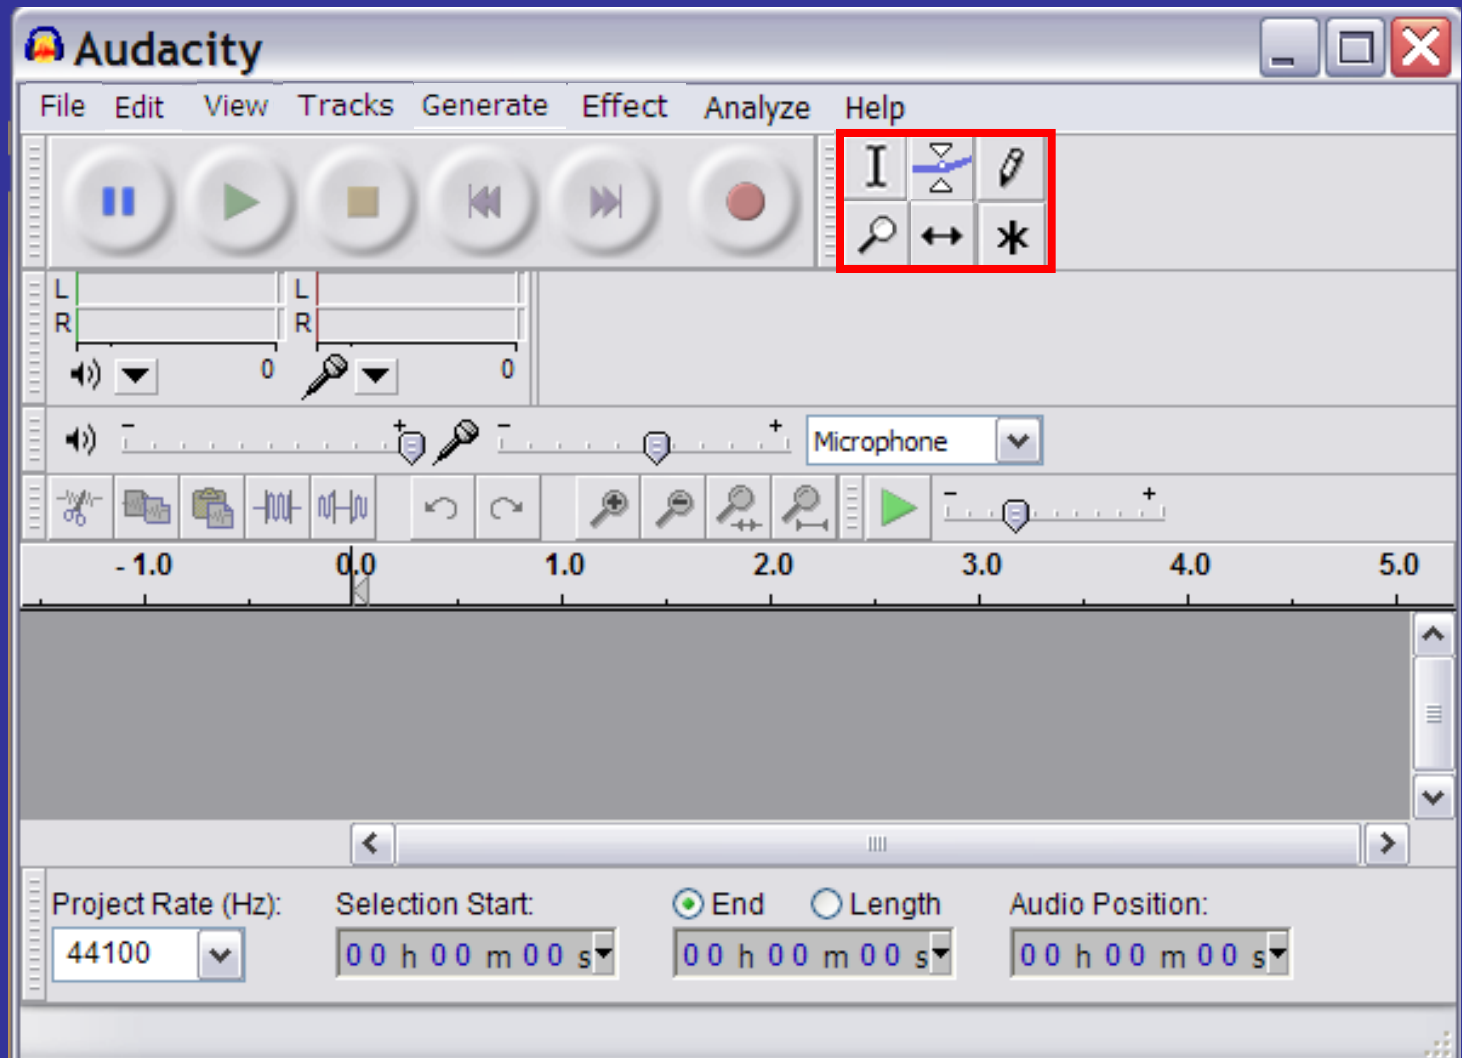 Audacity
File Edit View Tracks Generate Effect Analyze Help
L L
R R
0 0
- + - + Microphone
- +
- 1.0 0.0 1.0 2.0 3.0 4.0 5.0
Project Rate (Hz): Selection Start: End Length Audio Position:
44100 00 h 00 m 00 s 00 h 00 m 00 s 00 h 00 m 00 s